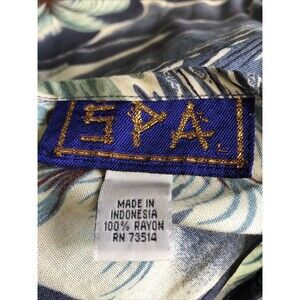 SPA
L
MADE IN
INDONESIA
100% RAYON
RN 73514